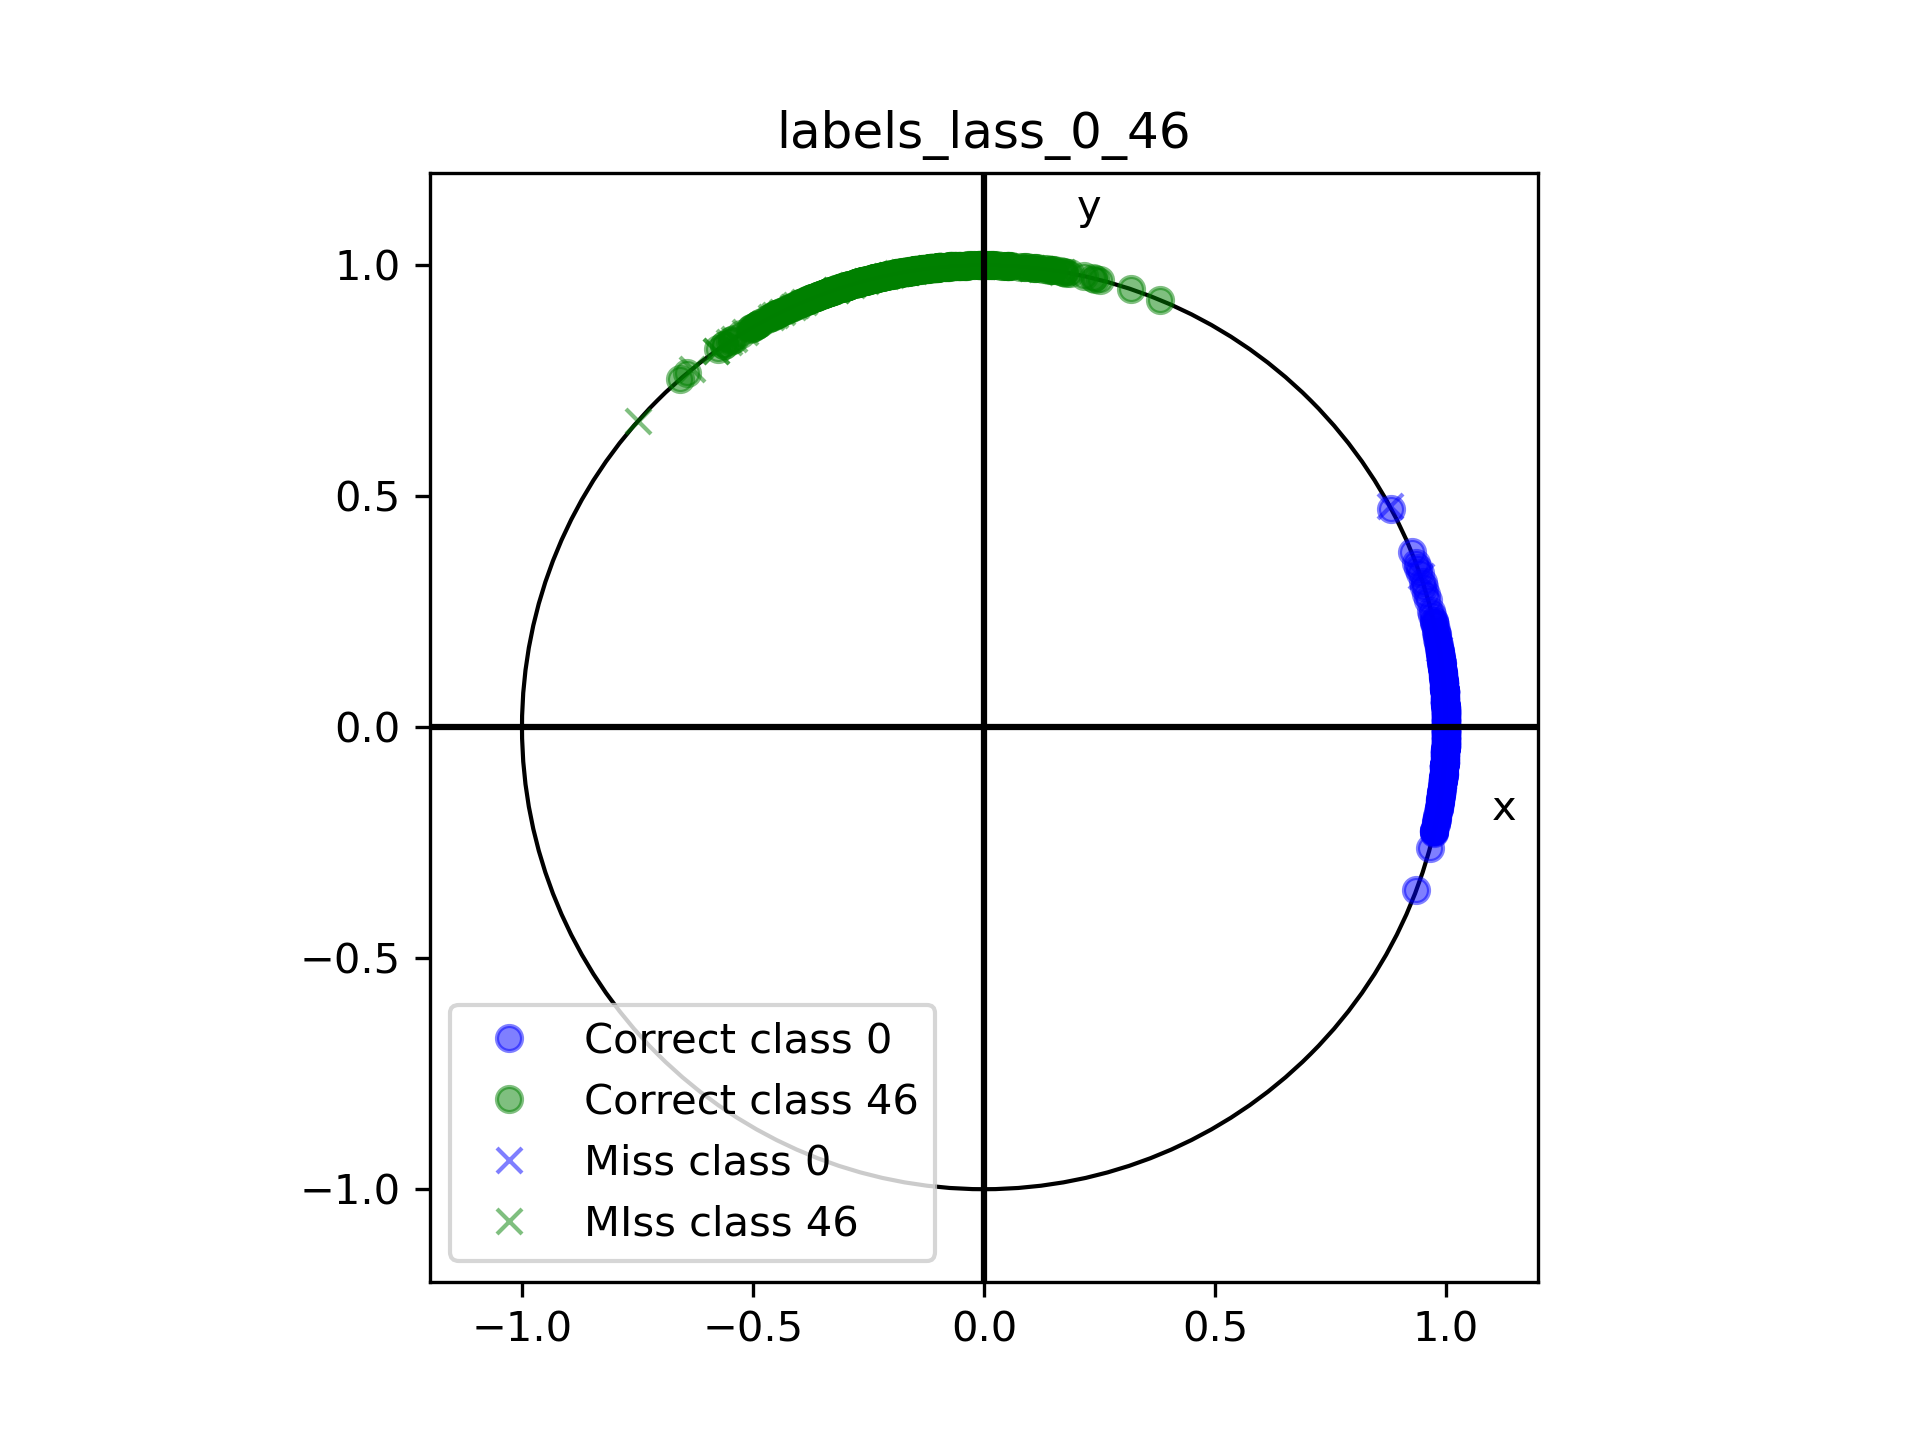 labels_lass_0_46
y
1.0
0.5
0.0
x
−0.5
−1.0
Correct class 0
Correct class 46
Miss class 0
MIss class 46
−1.0 −0.5 0.0 0.5 1.0